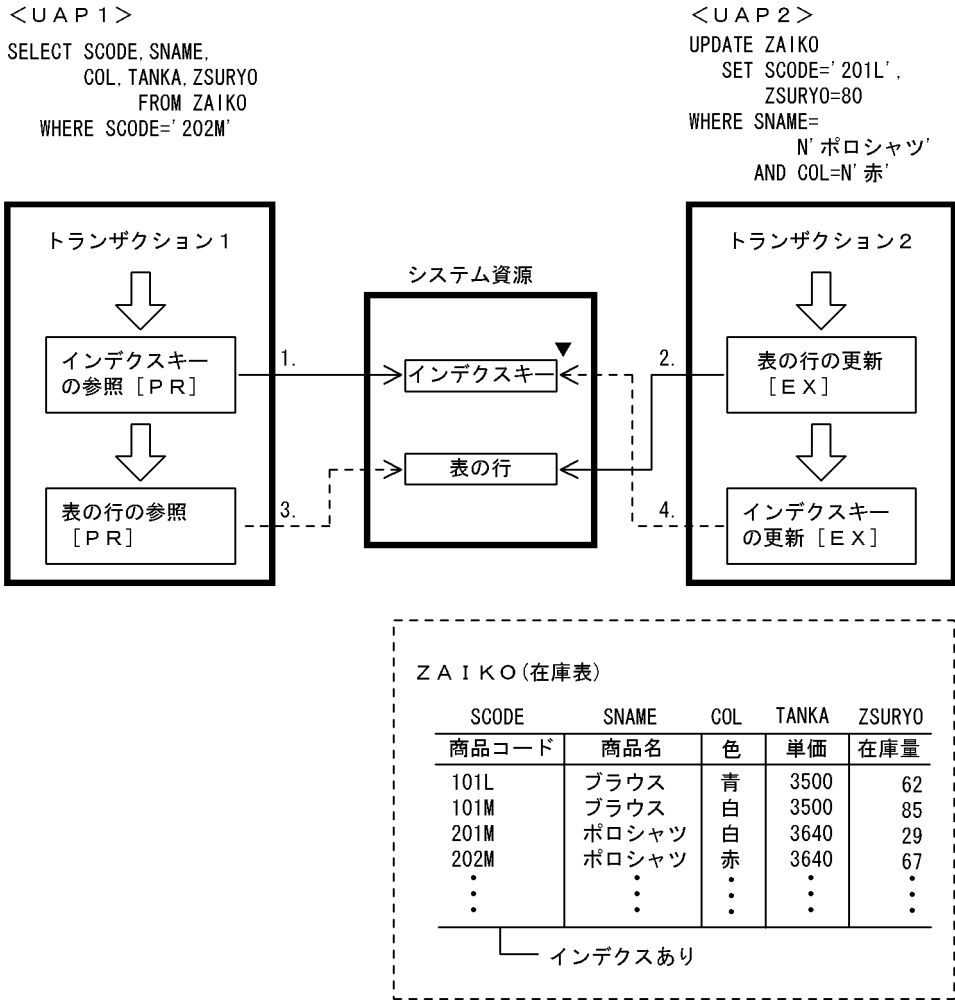 ＜ＵＡＰ１＞
SELECT SCODE,SNAME,
COL,TANKA,ZSURYO
FROM ZAIKO
WHERE SCODE='202M'
＜ＵＡＰ２＞
UPDATE ZAIKO
SET SCODE='201L',
ZSURYO=80
WHERE SNAME=
N'ポロシャツ'
AND COL=N'赤'
トランザクション１
インデクスキー
の参照［ＰＲ］
表の行の参照
［ＰＲ］
1.
3.
システム資源
▼
インデクスキー
表の行
2.
4.
トランザクション２
表の行の更新
［ＥＸ］
インデクスキー
の更新［ＥＸ］
ＺＡＩＫＯ(在庫表)
SCODE SNAME COL TANKA ZSURYO
商品コード 商品名 色 単価 在庫量
101L ブラウス 青 3500 62
101M ブラウス 白 3500 85
201M ポロシャツ 白 3640 29
202M ポロシャツ 赤 3640 67
： ： ： ： ：
インデクスあり